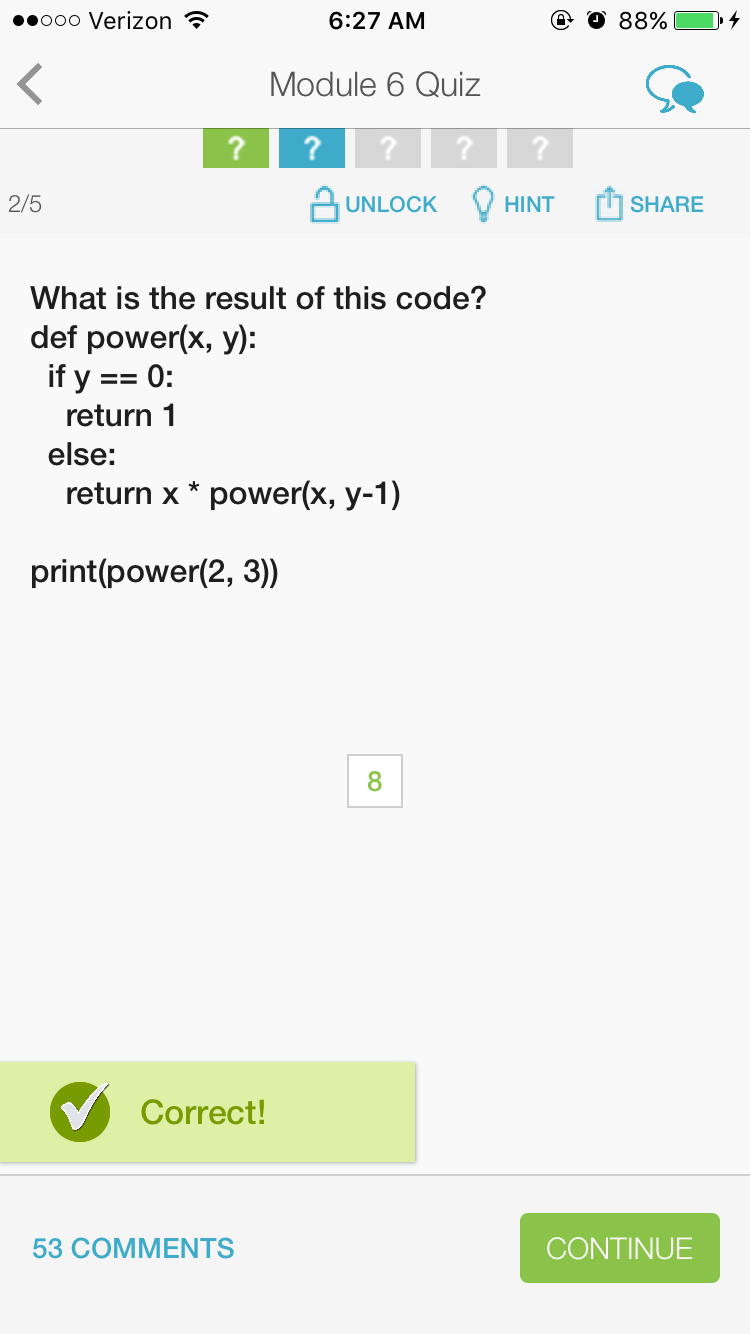 Verizon 6:27 AM 88%
Module 6 Quiz
? ? ? ? ?
2/5 UNLOCK HINT SHARE
What is the result of this code?
def power(x, y):
  if y == 0:
    return 1
  else:
    return x * power(x, y-1)
print(power(2, 3))
8
Correct!
53 COMMENTS CONTINUE